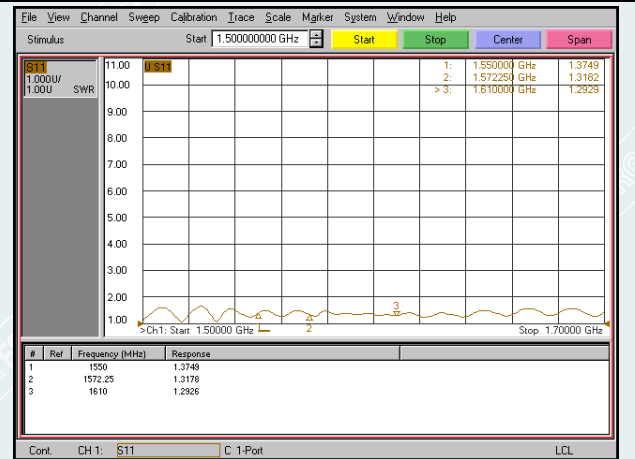 File View Channel Sweep Calibration Trace Scale Marker System Window Help
Stimulus Start 1.500000000 GHz Start Stop Center Span
S11
1.000U/
1.00U SWR
11.00
10.00
9.00
8.00
7.00
6.00
5.00
4.00
3.00
2.00
1.00
U S11
1: 1.550000 GHz 1.3749
2: 1.572250 GHz 1.3182
> 3: 1.610000 GHz 1.2929
3
2
>Ch1: Start 1.50000 GHz
Stop 1.70000 GHz
# Ref Frequency (MHz) Response
1 1550 1.3749
2 1572.25 1.3178
3 1610 1.2926
Cont. CH 1: S11 C 1-Port LCL